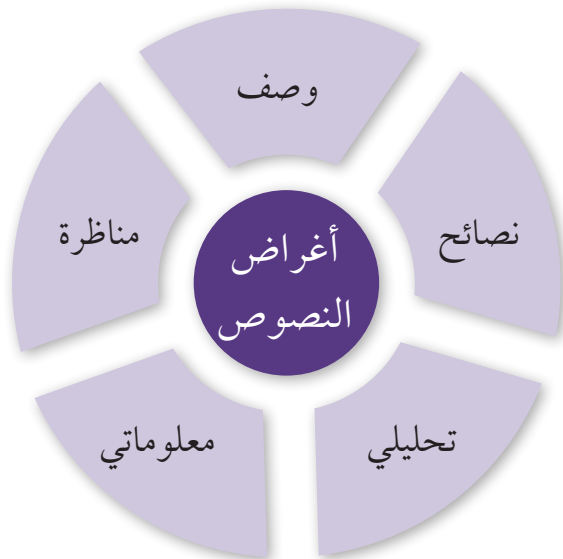 أغراض
النصوص
وصف
نصائح
تحليلي
معلوماتي
مناظرة